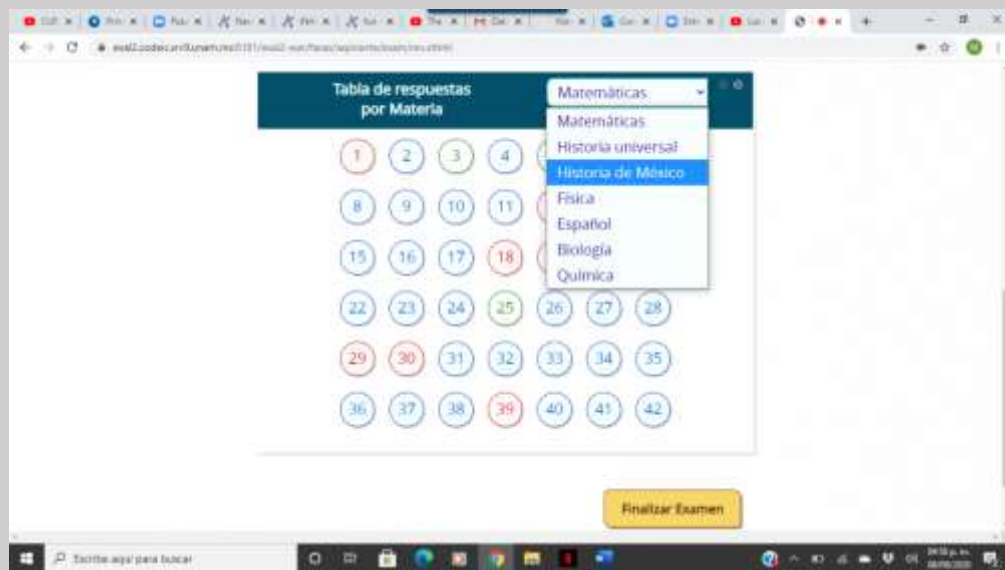 Tabla de respuestas
por Materia
Matemáticas
Matemáticas
Historia universal
Historia de México
Física
Español
Biología
Química
1 2 3 4
8 9 10 11
15 16 17 18
22 23 24 25 26 27 28
29 30 31 32 33 34 35
36 37 38 39 40 41 42
Finalizar Examen
Escribe aquí para buscar